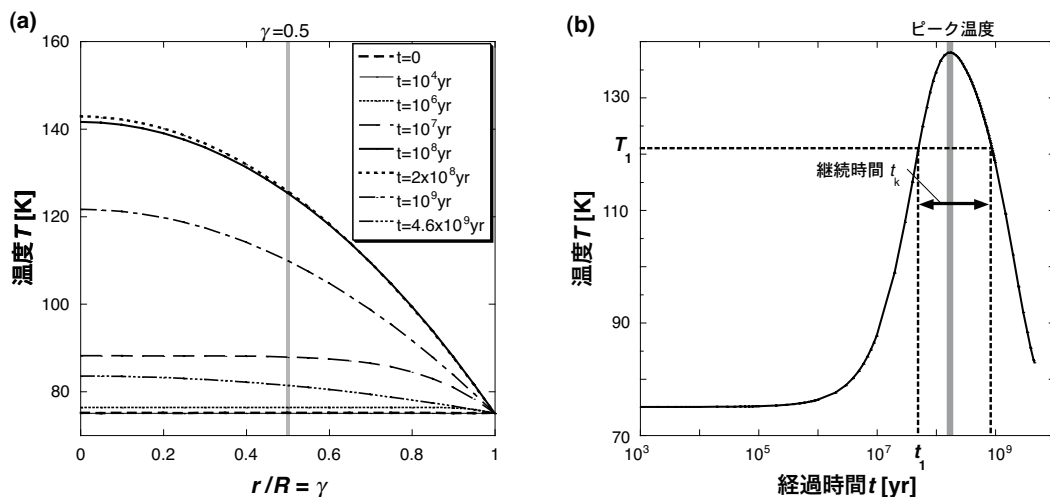 (a)
γ=0.5
160
140
120
100
80
温度 T [K]
t=0
t=10⁴yr
t=10⁶yr
t=10⁷yr
t=10⁸yr
t=2x10⁸yr
t=10⁹yr
t=4.6x10⁹yr
0
0.2
0.4
0.6
0.8
1
r/R = γ
(b)
ピーク温度
130
T₁
110
90
70
温度 T [K]
継続時間 tₖ
10³
10⁵
10⁷
t₁
10⁹
経過時間 t [yr]